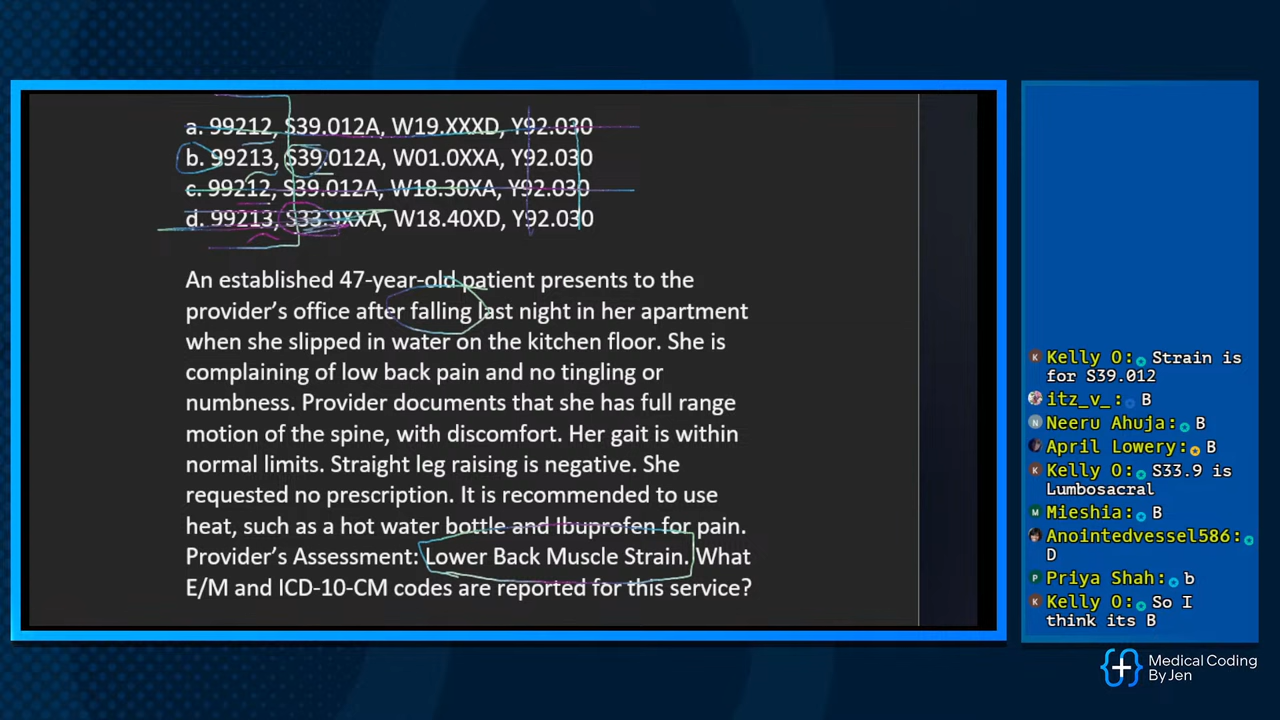 a. 99212, S39.012A, W19.XXXD, Y92.030
b. 99213, S39.012A, W01.0XXA, Y92.030
c. 99212, S39.012A, W18.30XA, Y92.030
d. 99213, S33.9XXA, W18.40XD, Y92.030
An established 47-year-old patient presents to the
provider’s office after falling last night in her apartment
when she slipped in water on the kitchen floor. She is
complaining of low back pain and no tingling or
numbness. Provider documents that she has full range
motion of the spine, with discomfort. Her gait is within
normal limits. Straight leg raising is negative. She
requested no prescription. It is recommended to use
heat, such as a hot water bottle and Ibuprofen for pain.
Provider’s Assessment: Lower Back Muscle Strain. What
E/M and ICD-10-CM codes are reported for this service?
K Kelly O: Strain is
for S39.012
itz_v_: B
N Neeru Ahuja: B
April Lowery: B
K Kelly O: S33.9 is
Lumbosacral
M Mieshia: B
Anointedvessel586:
D
P Priya Shah: b
K Kelly O: So I
think its B
Medical Coding
By Jen